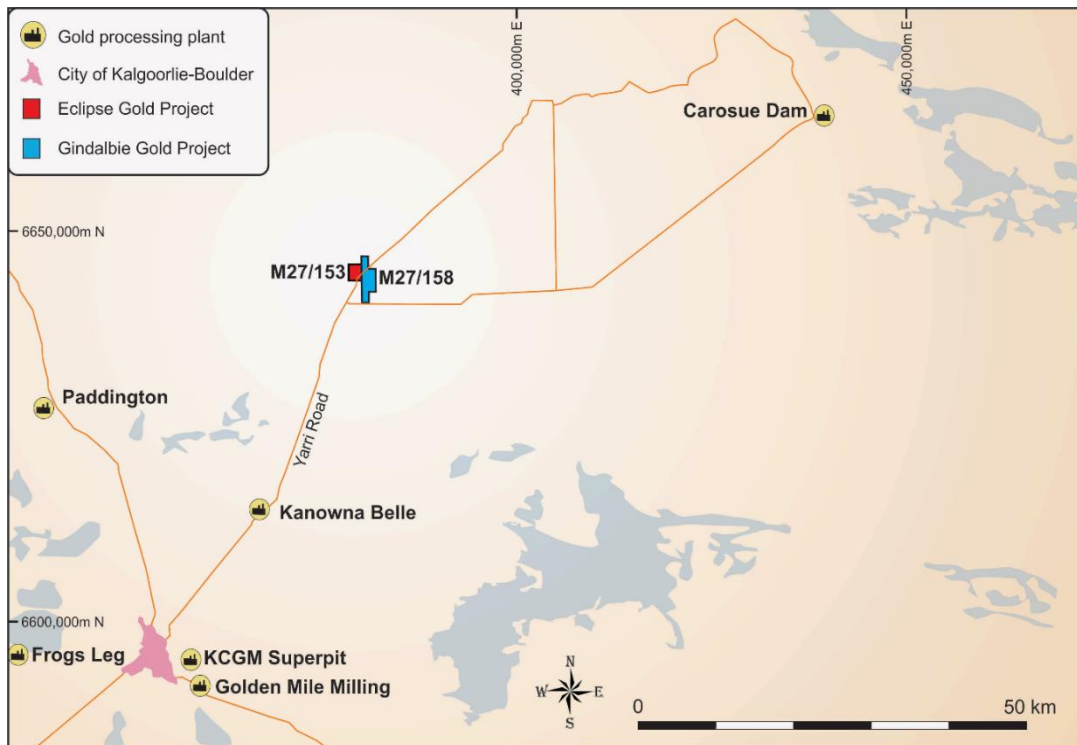 Gold processing plant
City of Kalgoorlie-Boulder
Eclipse Gold Project
Gindalbie Gold Project
400,000m E
450,000m E
Carosue Dam
6650,000m N
M27/153
M27/158
Paddington
Yarri Road
Kanowna Belle
6600,000m N
Frogs Leg
KCGM Superpit
Golden Mile Milling
N
W
E
S
0
50 km